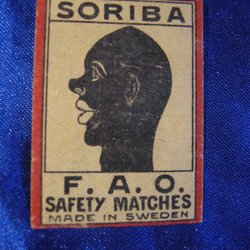 SORIBA
F. A. O.
SAFETY MATCHES
MADE IN SWEDEN